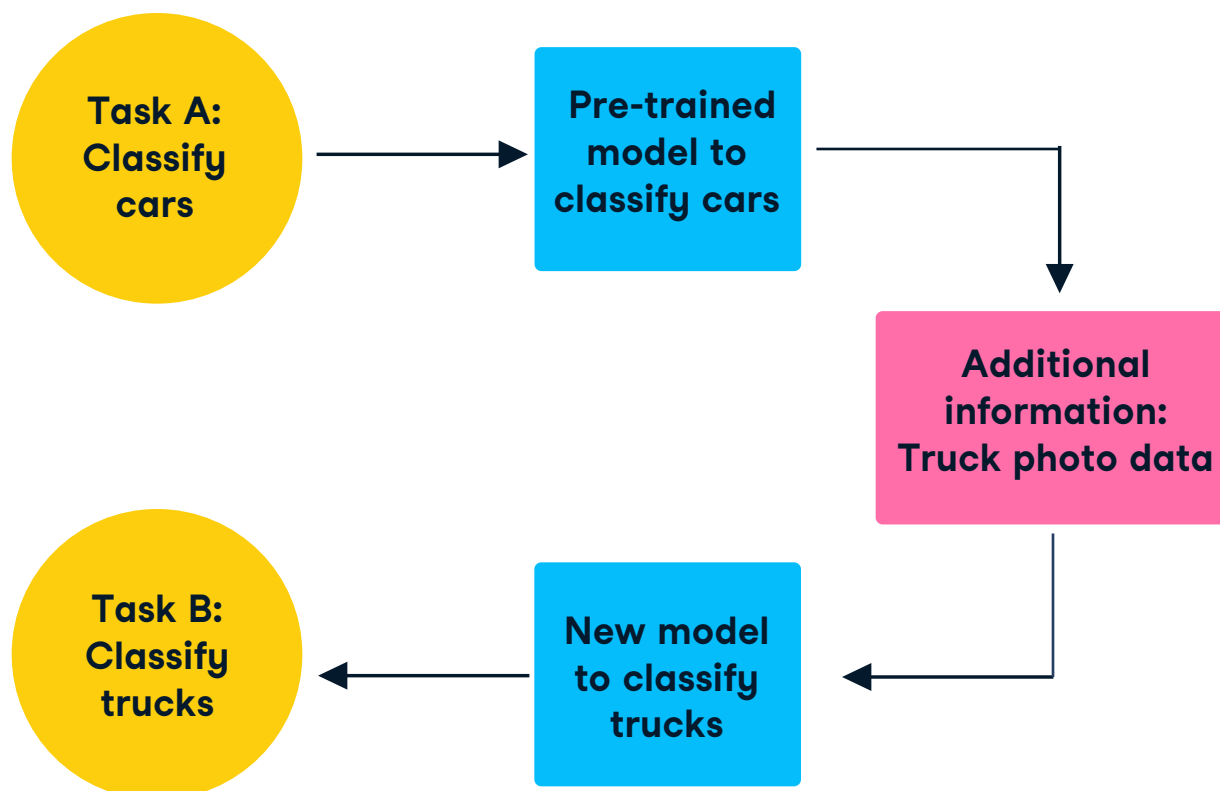 Task A:
Classify
cars
Pre-trained
model to
classify cars
Additional
information:
Truck photo data
New model
to classify
trucks
Task B:
Classify
trucks